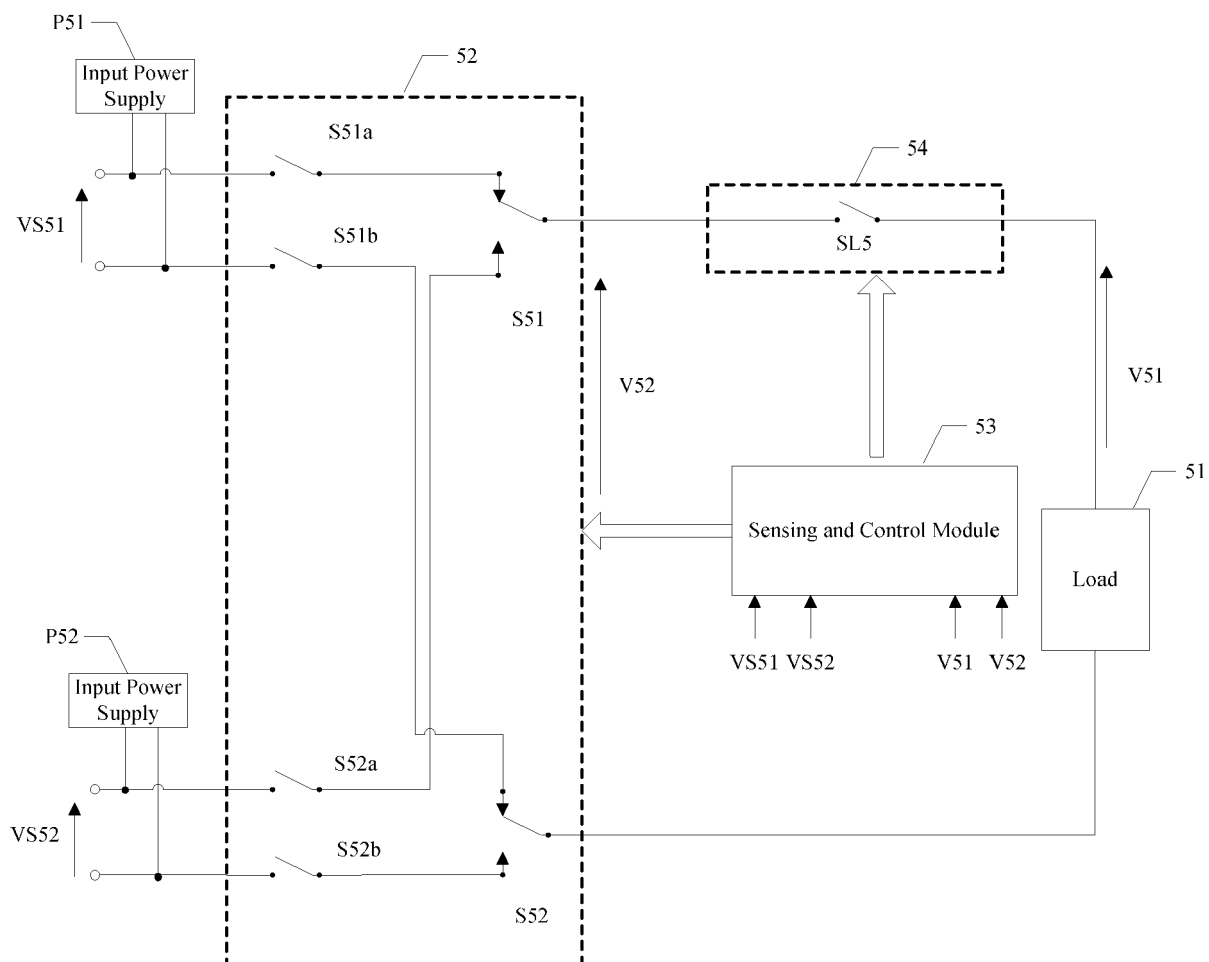 P51
Input Power
Supply
52
S51a
54
VS51
S51b
SL5
S51
V52
V51
53
51
Sensing and Control Module
Load
P52
VS51
VS52
V51
V52
Input Power
Supply
S52a
VS52
S52b
S52